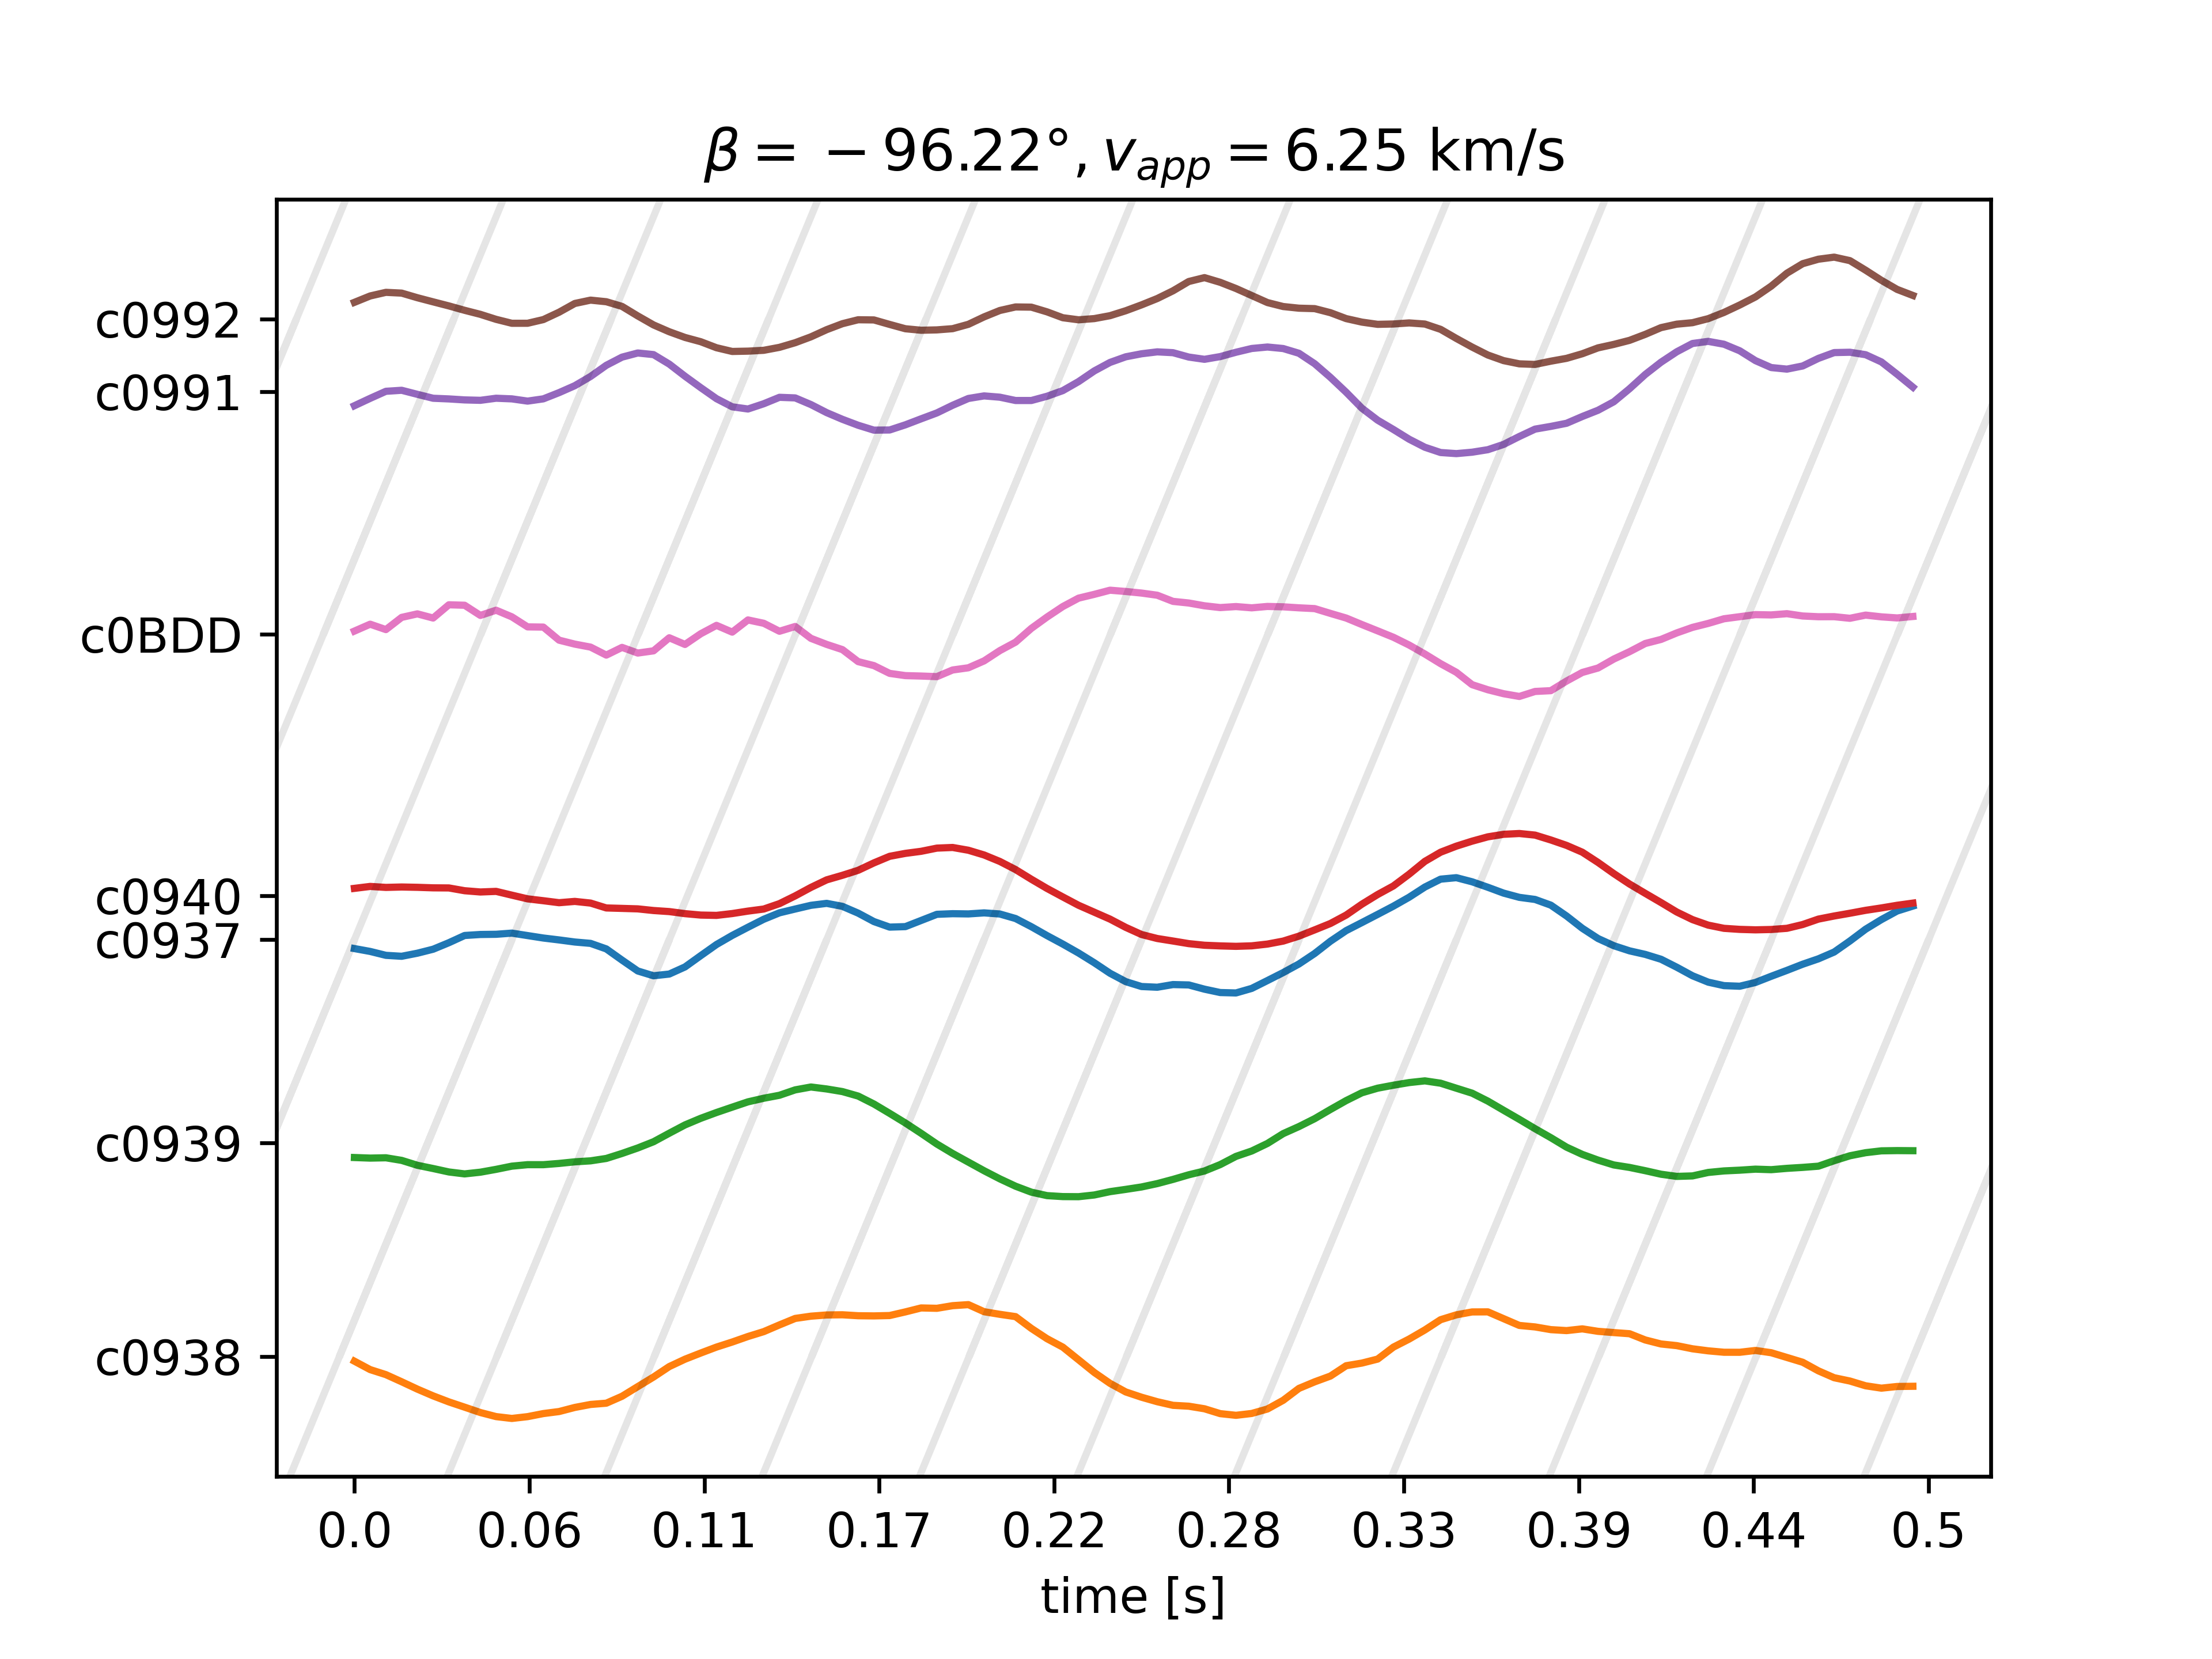 β = −96.22°, v_app = 6.25 km/s
c0992
c0991
c0BDD
c0940
c0937
c0939
c0938
0.0 0.06 0.11 0.17 0.22 0.28 0.33 0.39 0.44 0.5
time [s]